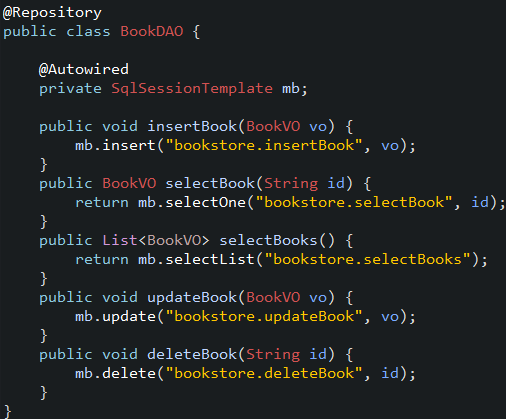 @Repository
public class BookDAO {
@Autowired
private SqlSessionTemplate mb;
public void insertBook(BookVO vo) {
mb.insert("bookstore.insertBook", vo);
}
public BookVO selectBook(String id) {
return mb.selectOne("bookstore.selectBook", id);
}
public List<BookVO> selectBooks() {
return mb.selectList("bookstore.selectBooks");
}
public void updateBook(BookVO vo) {
mb.update("bookstore.updateBook", vo);
}
public void deleteBook(String id) {
mb.delete("bookstore.deleteBook", id);
}
}